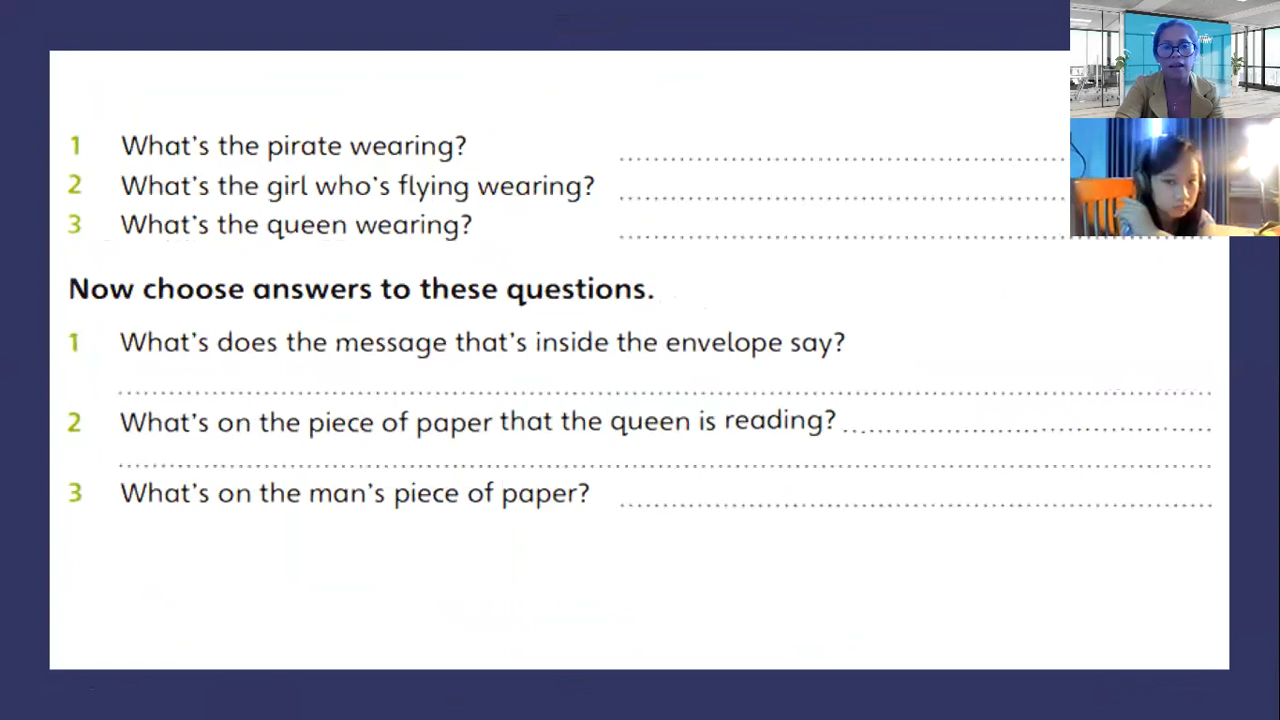 1 What's the pirate wearing?
2 What's the girl who's flying wearing?
3 What's the queen wearing?
Now choose answers to these questions.
1 What's does the message that's inside the envelope say?
2 What's on the piece of paper that the queen is reading?
3 What's on the man's piece of paper?